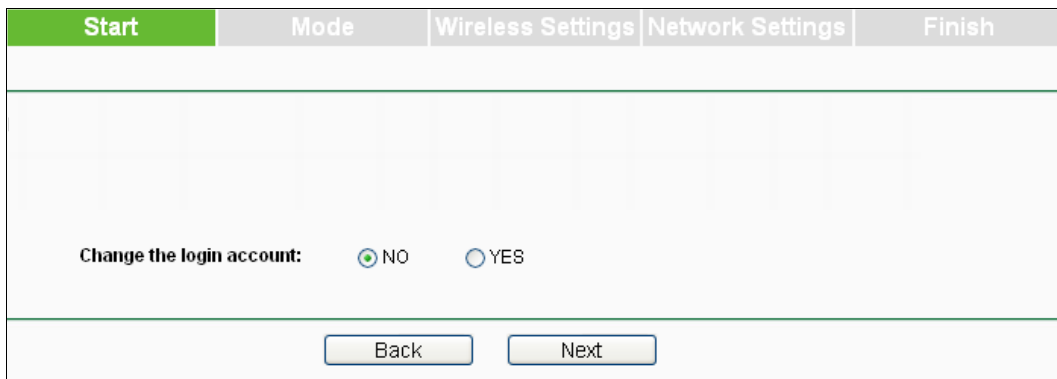 Start Mode Wireless Settings Network Settings Finish
Change the login account: NO YES
Back Next